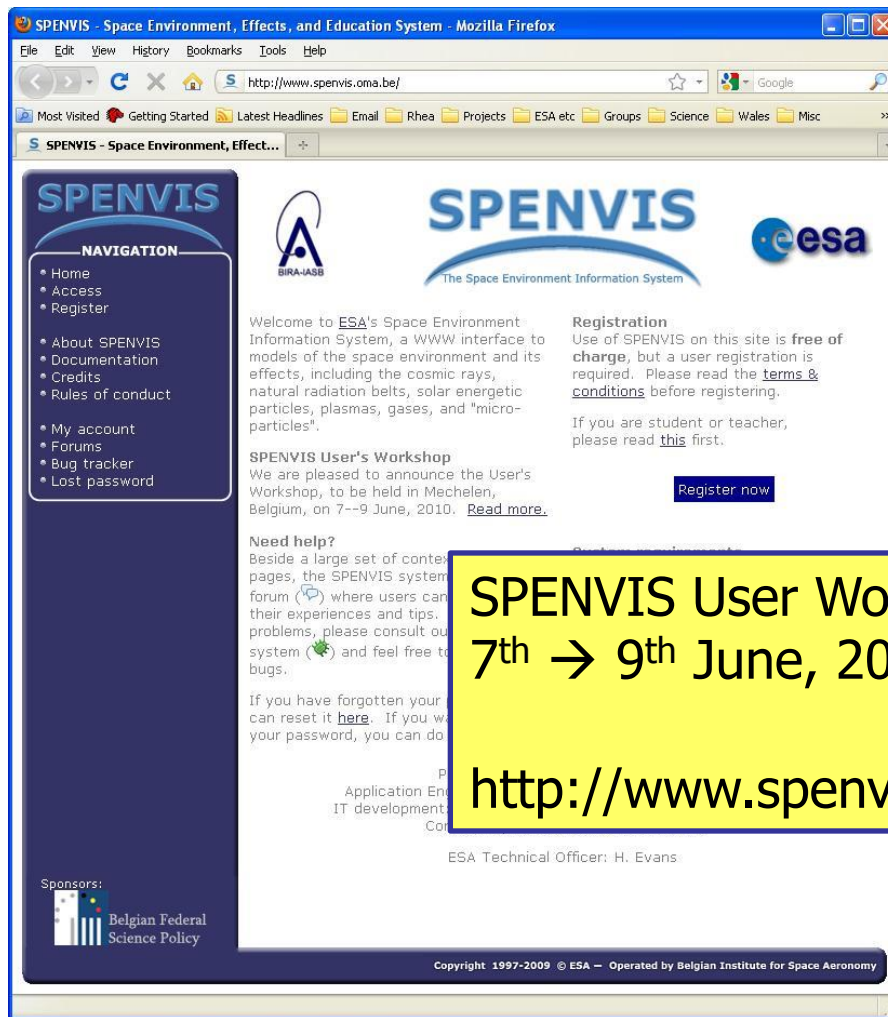 SPENVIS - Space Environment, Effects, and Education System - Mozilla Firefox
File Edit View History Bookmarks Tools Help
http://www.spenvis.oma.be/
Google
Most Visited Getting Started Latest Headlines Email Rhea Projects ESA etc Groups Science Wales Misc
SPENVIS - Space Environment, Effect...
SPENVIS
NAVIGATION
Home
Access
Register
About SPENVIS
Documentation
Credits
Rules of conduct
My account
Forums
Bug tracker
Lost password
Sponsors:
Belgian Federal
Science Policy
BIRA-IASB
SPENVIS
The Space Environment Information System
esa
Welcome to ESA's Space Environment
Information System, a WWW interface to
models of the space environment and its
effects, including the cosmic rays,
natural radiation belts, solar energetic
particles, plasmas, gases, and "micro-
particles".
SPENVIS User's Workshop
We are pleased to announce the User's
Workshop, to be held in Mechelen,
Belgium, on 7--9 June, 2010. Read more.
Need help?
Beside a large set of
pages, the SPENVIS system
forum ( ) where users can
their experiences and tips.
problems, please consult
system ( ) and feel free
bugs.
If you have forgotten your
can reset it here. If you
your password, you can do
Registration
Use of SPENVIS on this site is free of
charge, but a user registration is
required. Please read the terms &
conditions before registering.
If you are student or teacher,
please read this first.
Register now
SPENVIS User
7th → 9th June,
http://www.spenv
Application
IT development:
ESA Technical Officer: H. Evans
Copyright 1997-2009 © ESA — Operated by Belgian Institute for Space Aeronomy